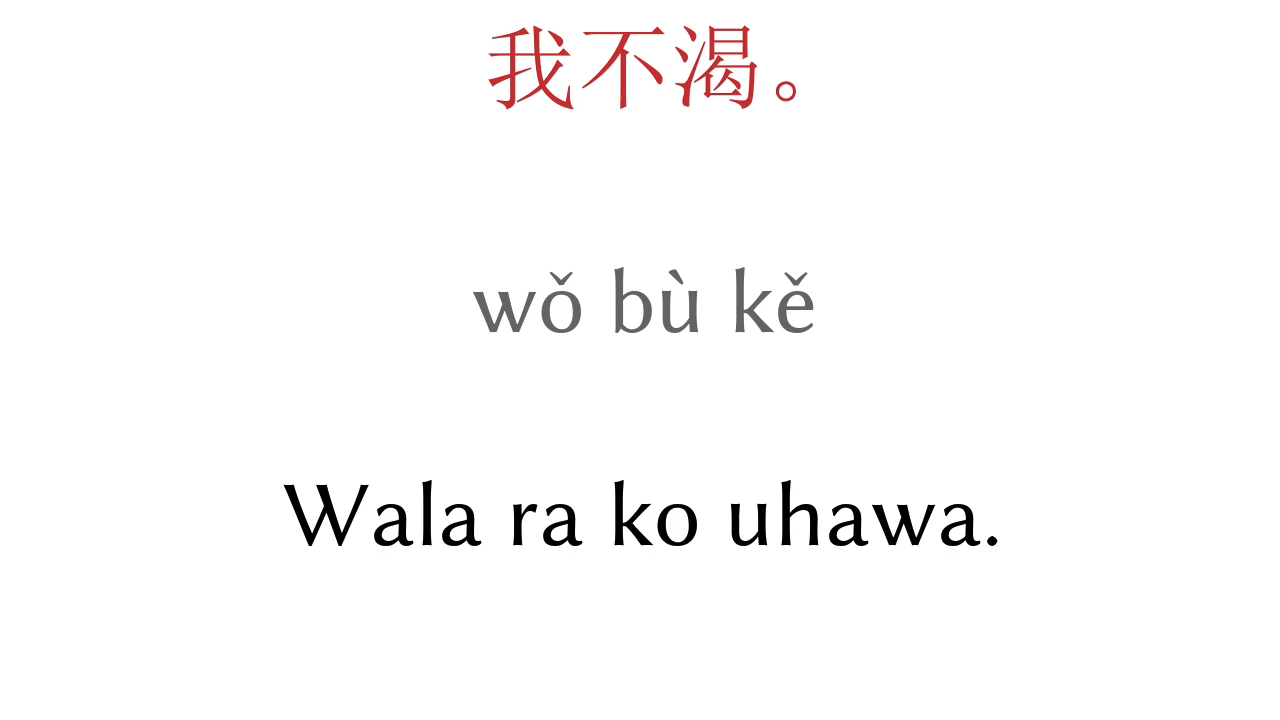 我不渴。
wǒ bù kě
Wala ra ko uhawa.